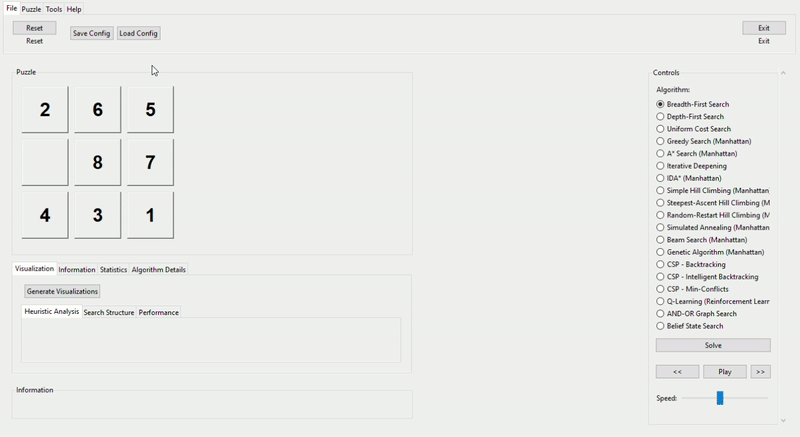 File Puzzle Tools Help
Reset
Reset
Save Config
Load Config
Exit
Exit
Puzzle
2 6 5
8 7
4 3 1
Visualization Information Statistics Algorithm Details
Generate Visualizations
Heuristic Analysis Search Structure Performance
Information
Controls
Algorithm:
Breadth-First Search
Depth-First Search
Uniform Cost Search
Greedy Search (Manhattan)
A* Search (Manhattan)
Iterative Deepening
IDA* (Manhattan)
Simple Hill Climbing (Manhattan
Steepest-Ascent Hill Climbing (M
Random-Restart Hill Climbing (M
Simulated Annealing (Manhattan
Beam Search (Manhattan)
Genetic Algorithm (Manhattan)
CSP - Backtracking
CSP - Intelligent Backtracking
CSP - Min-Conflicts
Q-Learning (Reinforcement Learr
AND-OR Graph Search
Belief State Search
Solve
<< Play >>
Speed: